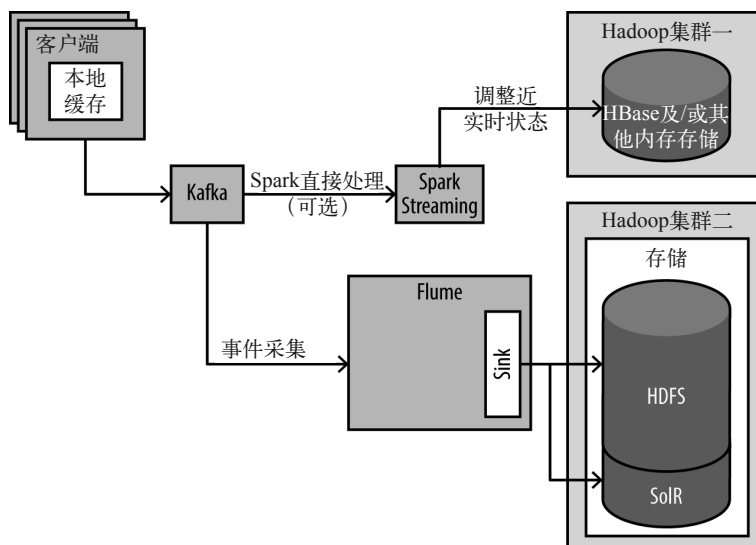 客户端
本地
缓存
Hadoop集群一
HBase及/或其
他内存存储
调整近
实时状态
Kafka
Spark直接处理
（可选）
Spark
Streaming
Hadoop集群二
存储
Flume
Sink
事件采集
HDFS
SolR